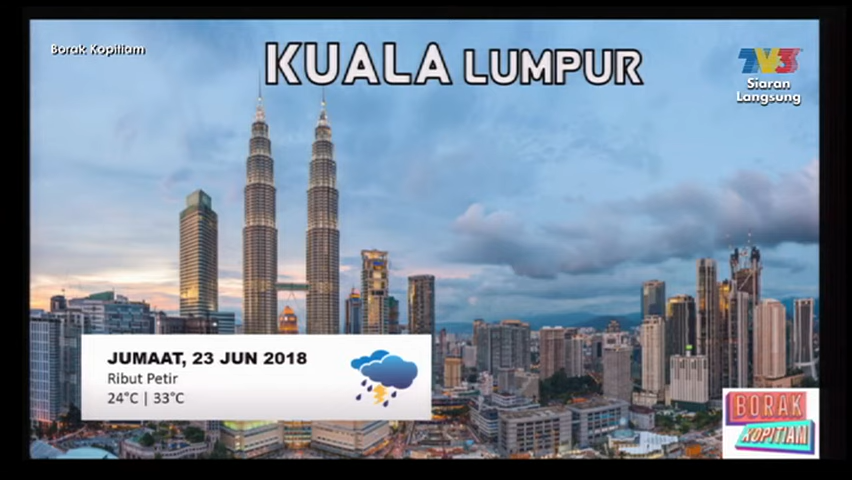 Borak Kopitiam
KUALA LUMPUR
TV3
Siaran
Langsung
JUMAAT, 23 JUN 2018
Ribut Petir
24°C | 33°C
BORAK
KOPITIAM